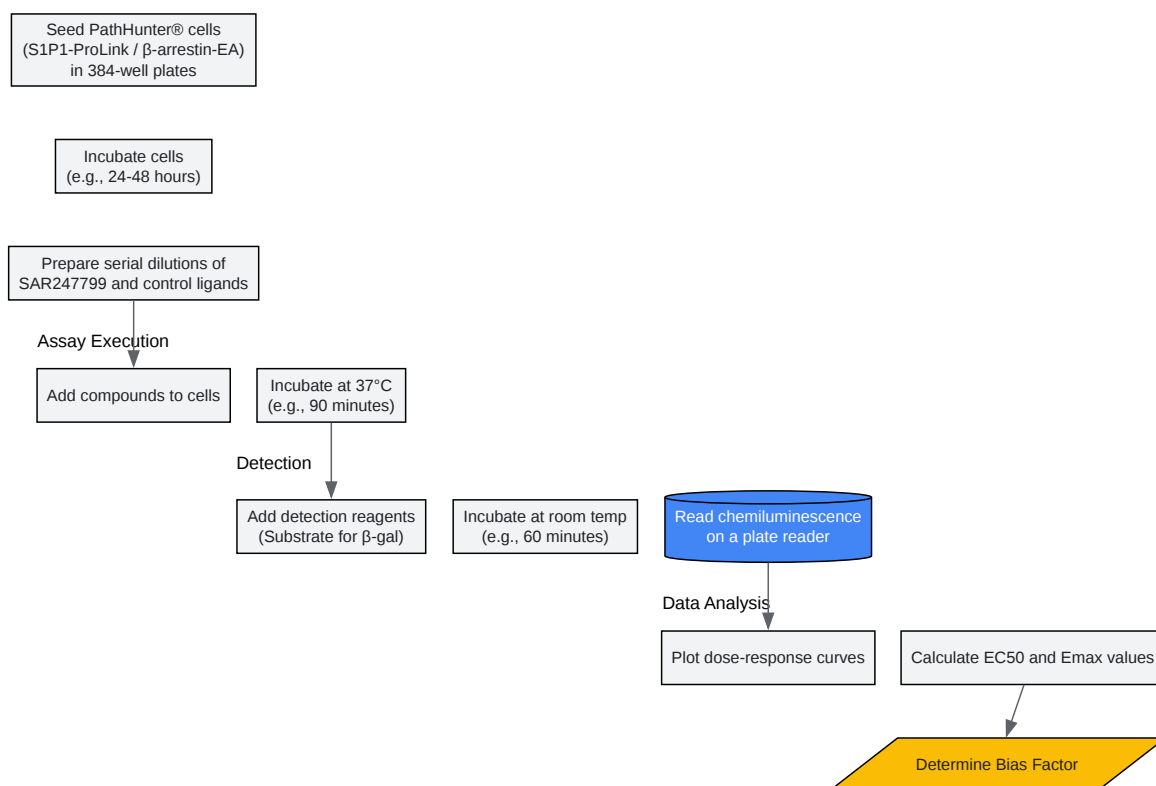 Seed PathHunter® cells
(S1P1-ProLink / β-arrestin-EA)
in 384-well plates
Incubate cells
(e.g., 24-48 hours)
Prepare serial dilutions of
SAR247799 and control ligands
Assay Execution
Add compounds to cells
Incubate at 37°C
(e.g., 90 minutes)
Detection
Add detection reagents
(Substrate for β-gal)
Incubate at room temp
(e.g., 60 minutes)
Read chemiluminescence
on a plate reader
Data Analysis
Plot dose-response curves
Calculate EC50 and Emax values
Determine Bias Factor